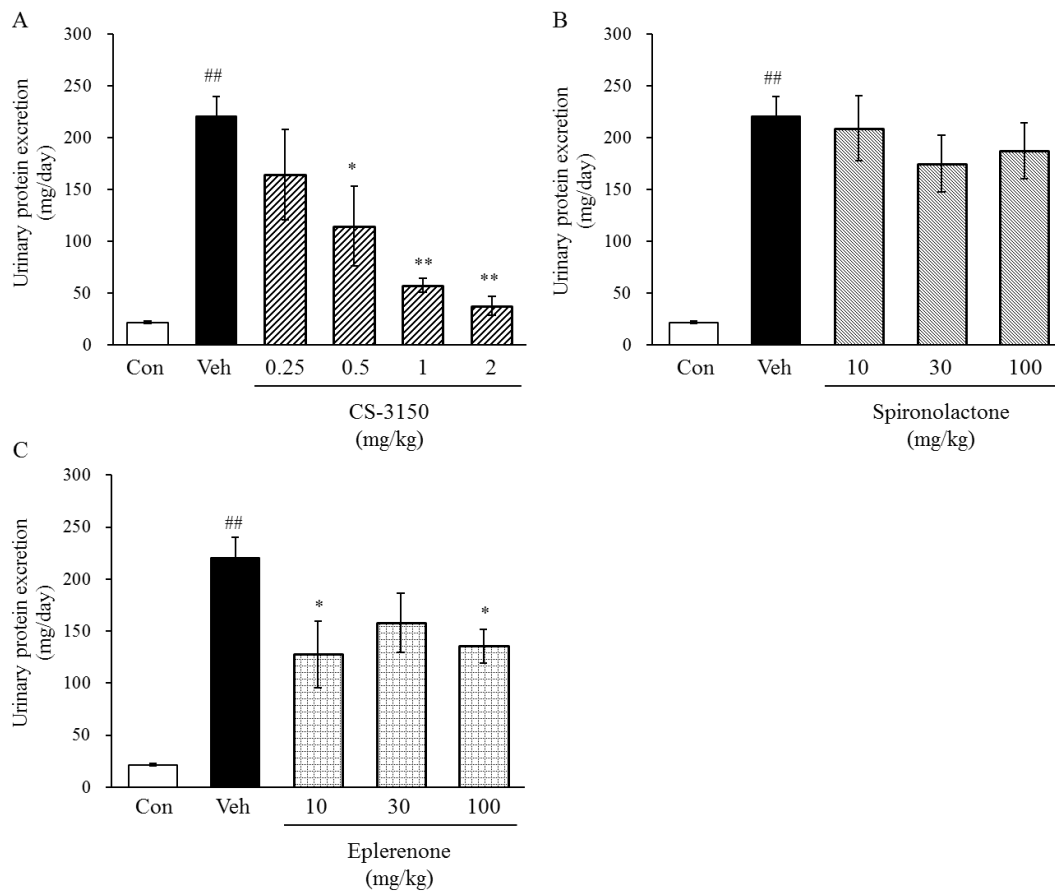 A
Urinary protein excretion
(mg/day)
300
250
200
150
100
50
0
##
*
**
**
Con Veh 0.25 0.5 1 2
CS-3150
(mg/kg)
B
Urinary protein excretion
(mg/day)
300
250
200
150
100
50
0
##
Con Veh 10 30 100
Spironolactone
(mg/kg)
C
Urinary protein excretion
(mg/day)
300
250
200
150
100
50
0
##
*
*
Con Veh 10 30 100
Eplerenone
(mg/kg)